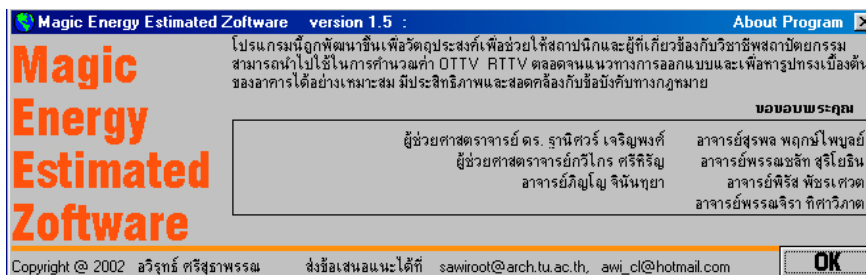 Magic Energy Estimated Zoftware version 1.5 : About Program
Magic
Energy
Estimated
Zoftware
โปรแกรมนี้ถูกพัฒนาขึ้นเพื่อวัตถุประสงค์เพื่อช่วยให้สถาปนิกและผู้ที่เกี่ยวข้องกับวิชาชีพสถาปัตยกรรม
สามารถนำไปใช้ในการคำนวณค่า OTTV RTTV ตลอดจนแนวทางการออกแบบและเพื่อหารูปทรงเบื้องต้น
ของอาคารได้อย่างเหมาะสม มีประสิทธิภาพและสอดคล้องกับข้อบังคับทางกฎหมาย
ขอขอบพระคุณ
ผู้ช่วยศาสตราจารย์ ดร. ฐานิศวร์ เจริญพงศ์
ผู้ช่วยศาสตราจารย์กวีไกร ศรีหิรัญ
อาจารย์ภิญโญ จินันทุยา
อาจารย์สุรพล พฤกษ์ไพบูลย์
อาจารย์พรรณชลัท สุริโยธิน
อาจารย์พิรัส พัชรเศวต
อาจารย์พรรณจิรา ทิศาวิภาต
Copyright @ 2002 อวิรุทธ์ ศรีสุธาพรรณ ส่งข้อเสนอแนะได้ที่ sawiroot@arch.tu.ac.th, awi_cl@hotmail.com
OK